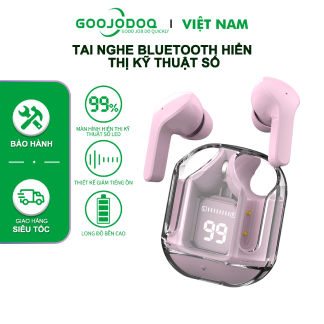 GOOJODOQ
GOOD JOB DO QUICKLY
VIỆT NAM
TAI NGHE BLUETOOTH HIỂN
THỊ KỸ THUẬT SỐ
BẢO HÀNH
GIAO HÀNG
SIÊU TỐC
99%
MÀN HÌNH HIỂN THỊ KỸ
THUẬT SỐ LED
THIẾT KẾ GIẢM TIẾNG ỒN
LONG ĐỘ BỀN CAO
99